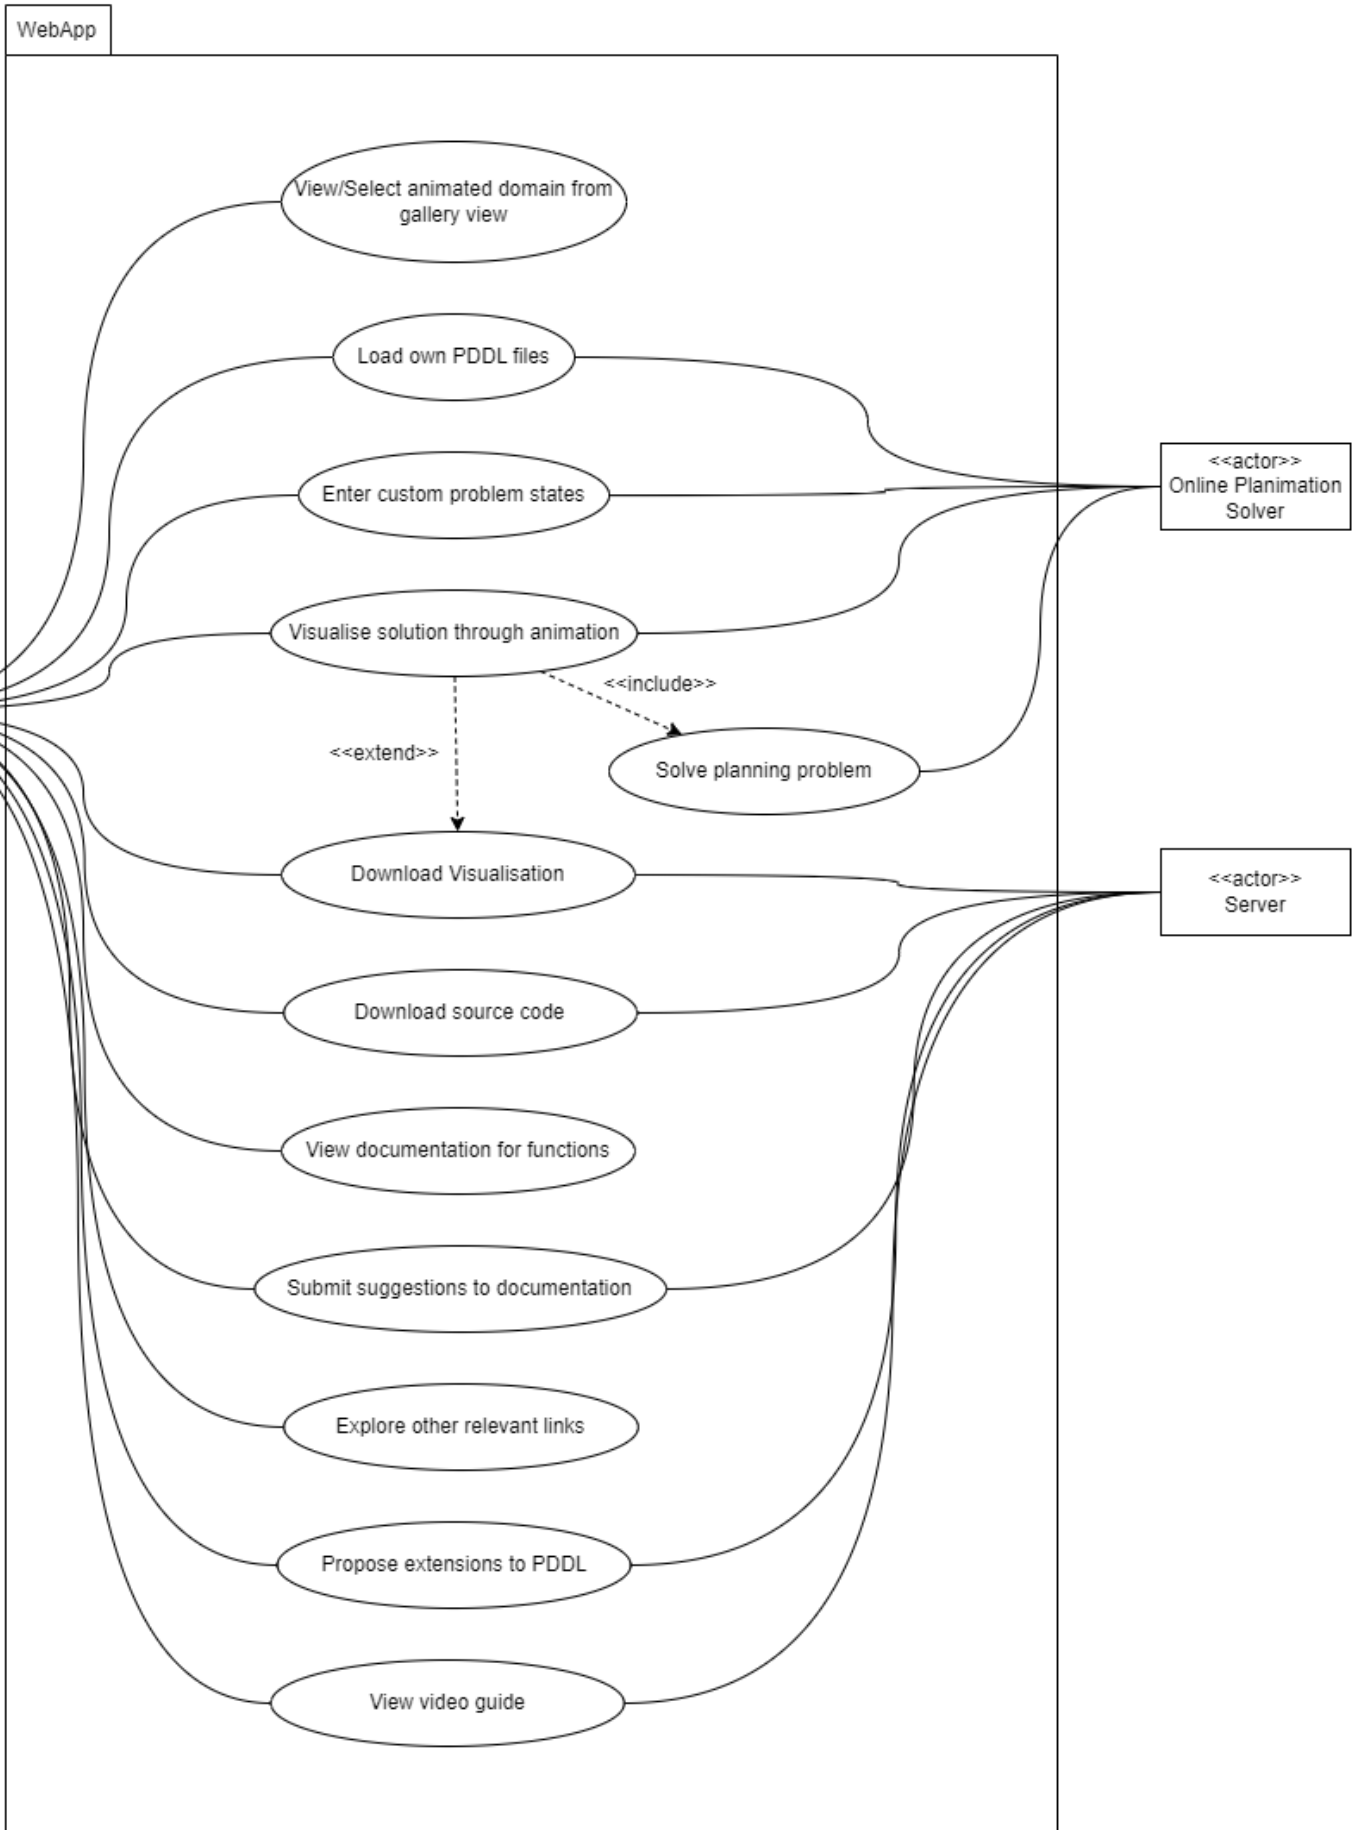 WebApp
View/Select animated domain from
gallery view
Load own PDDL files
<<actor>>
Online Planimation
Solver
Enter custom problem states
Visualise solution through animation
<<include>>
<<extend>>
Solve planning problem
Download Visualisation
<<actor>>
Server
Download source code
View documentation for functions
Submit suggestions to documentation
Explore other relevant links
Propose extensions to PDDL
View video guide